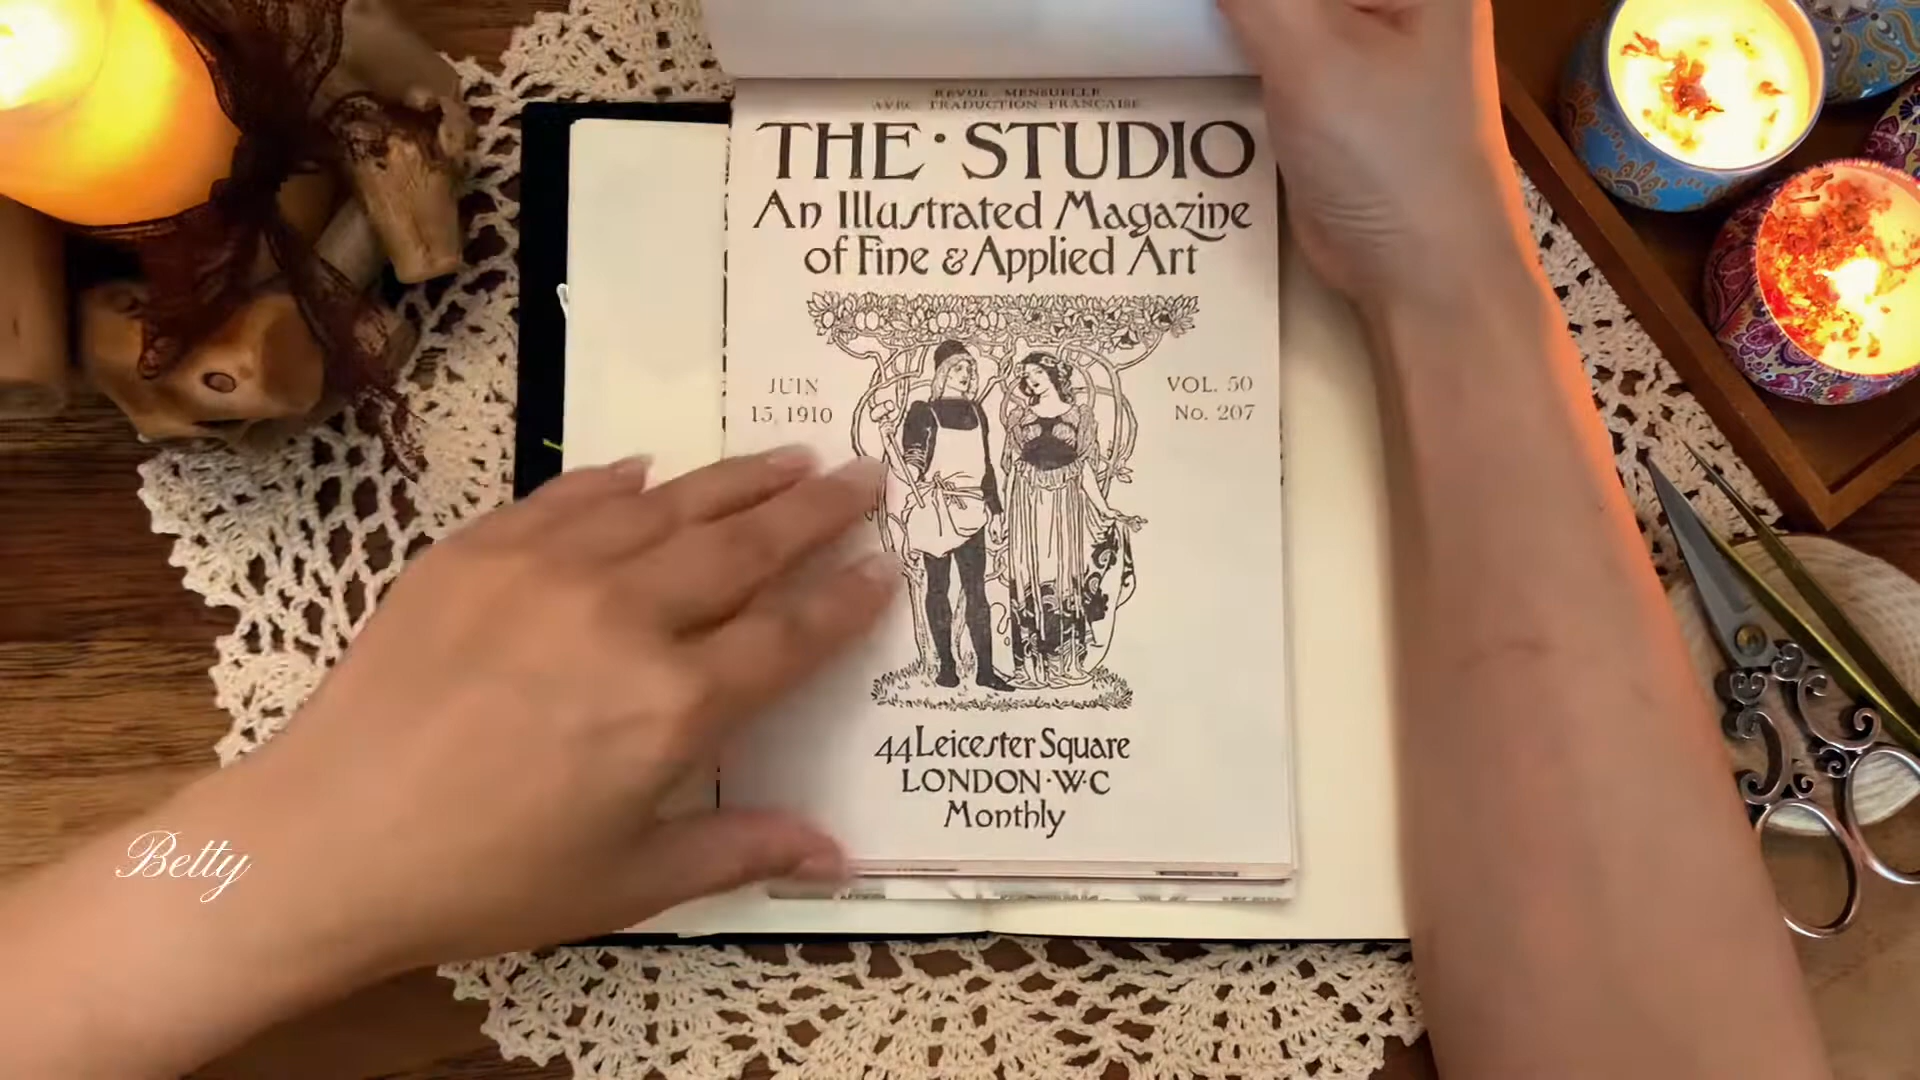 REVUE MENSUELLE
AVEC TRADUCTION FRANÇAISE
THE · STUDIO
An Illustrated Magazine
of Fine & Applied Art
JUIN
15, 1910
VOL. 50
No. 207
44 Leicester Square
LONDON · W · C
Monthly
Betty